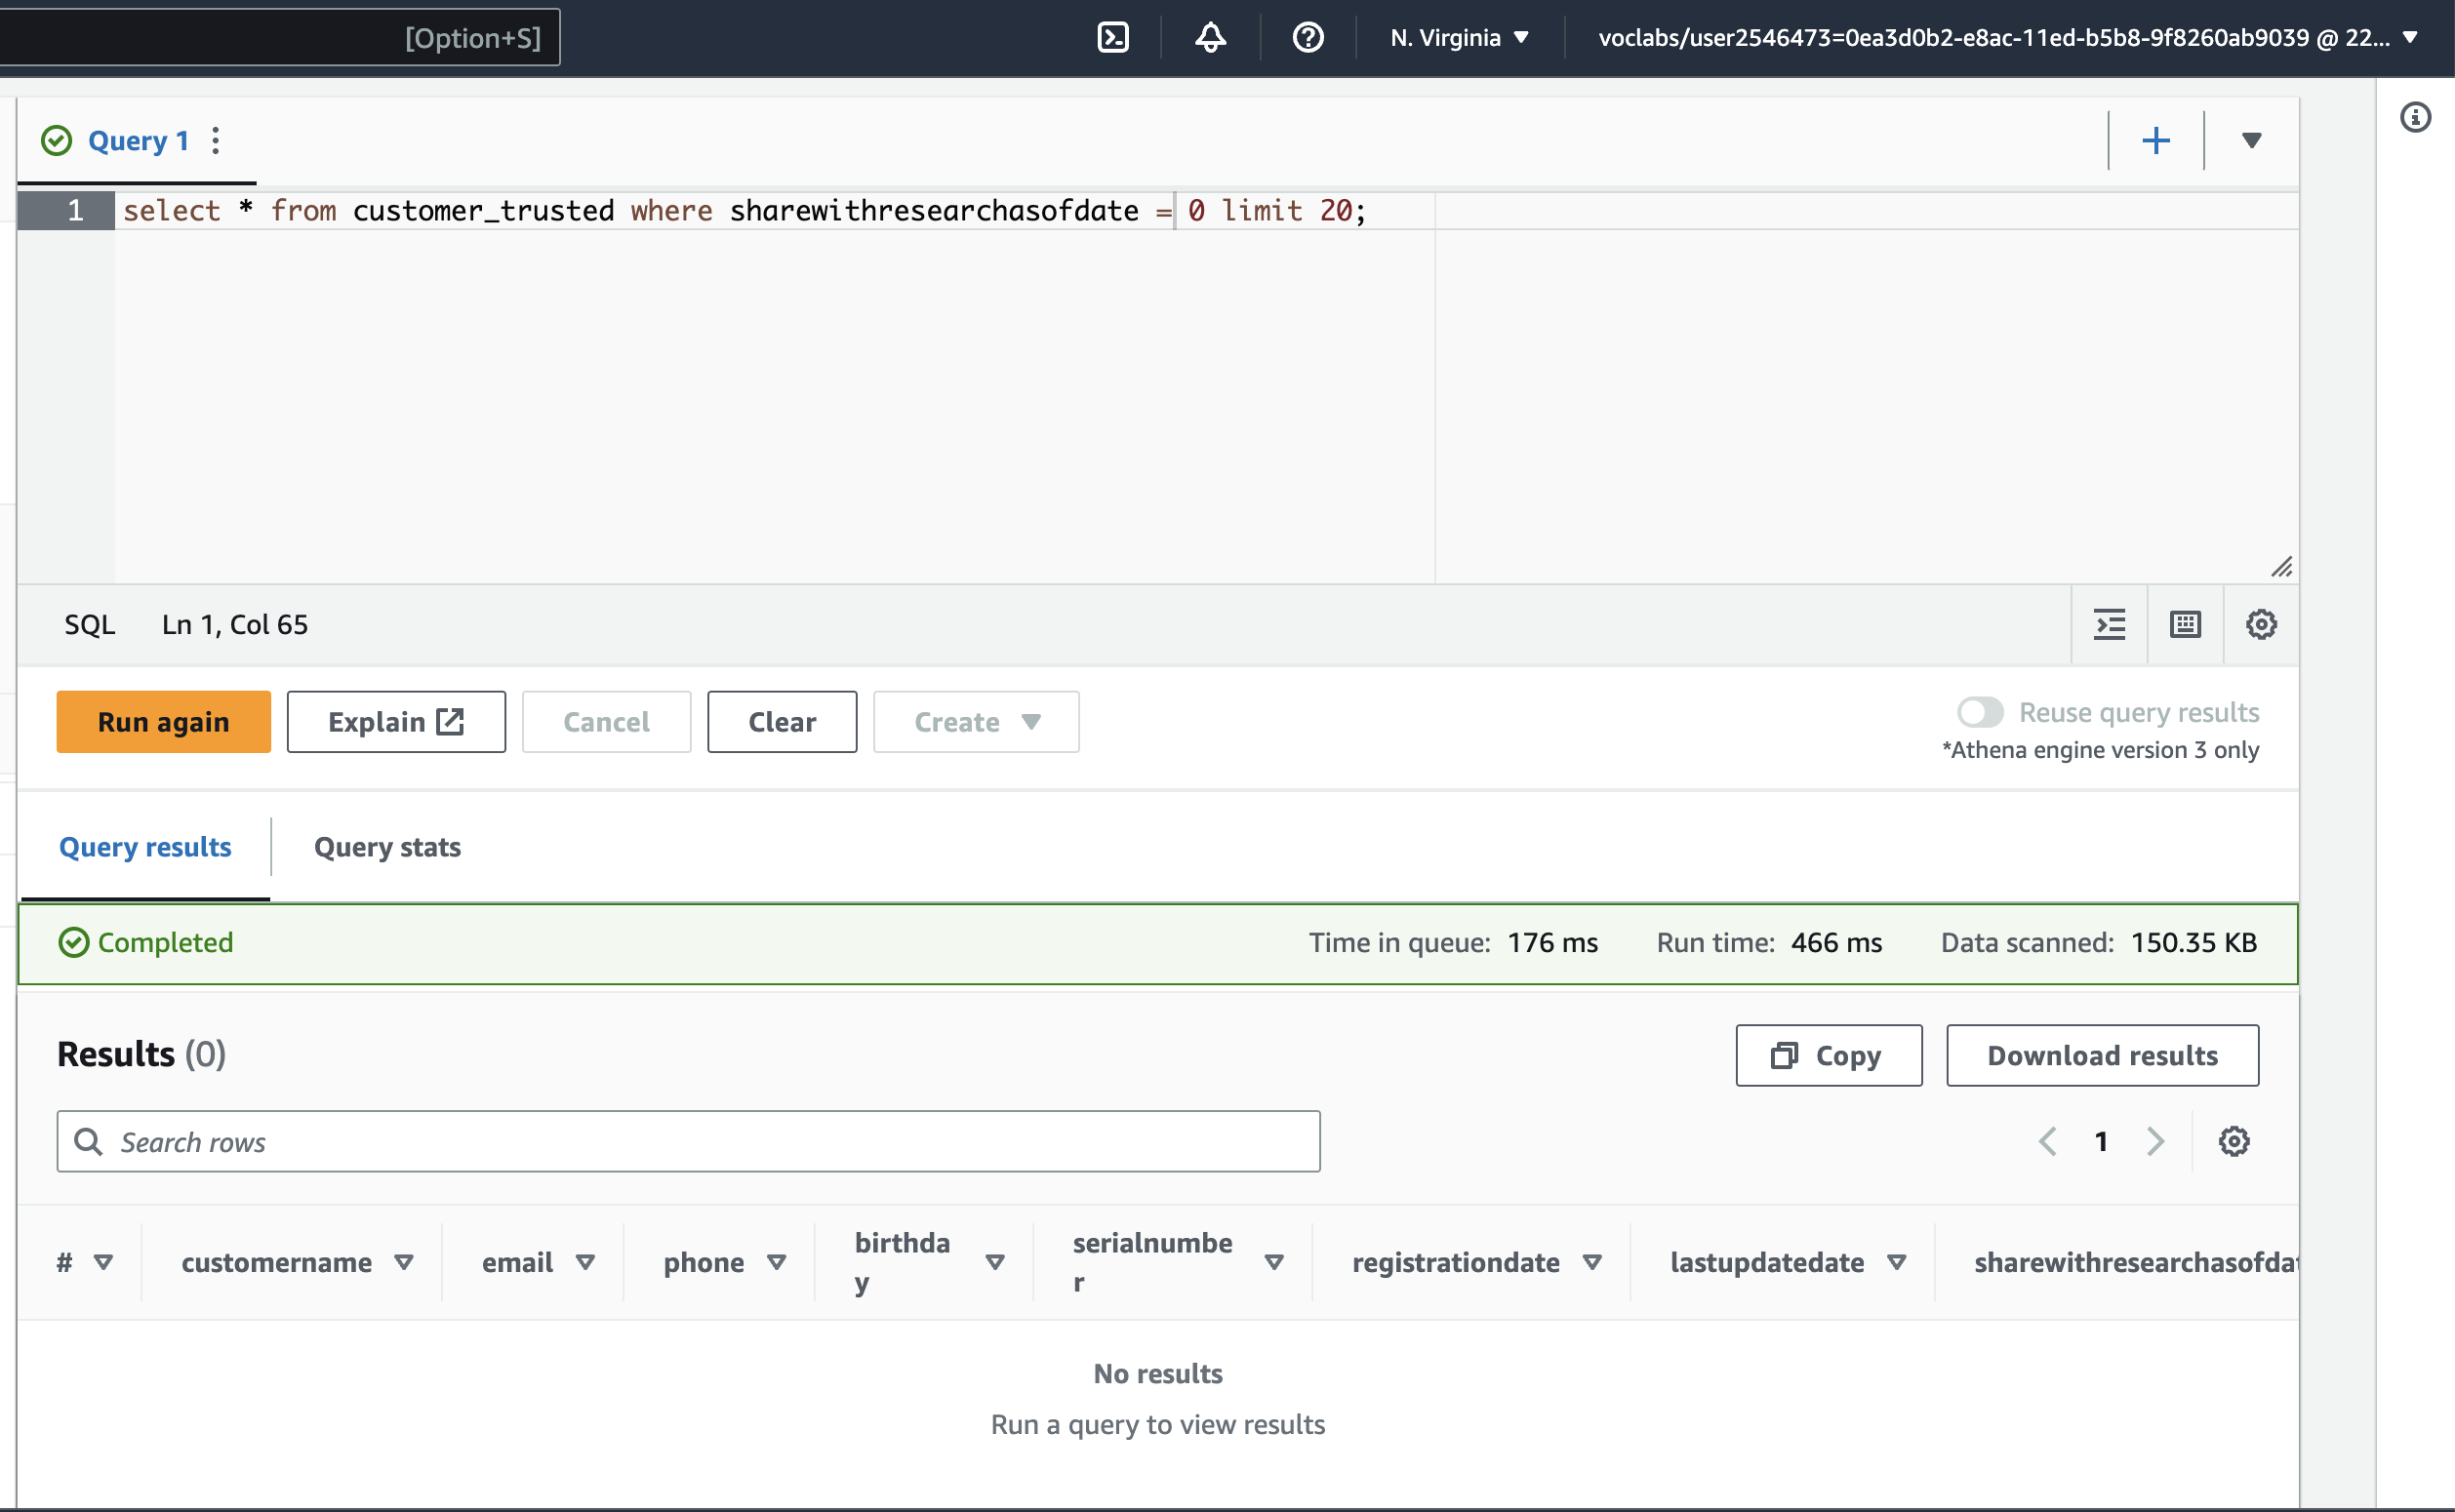 [Option+S]
N. Virginia
voclabs/user2546473=0ea3d0b2-e8ac-11ed-b5b8-9f8260ab9039 @ 22...
Query 1
1 select * from customer_trusted where sharewithresearchasofdate = 0 limit 20;
SQL Ln 1, Col 65
Run again Explain Cancel Clear Create
Reuse query results
*Athena engine version 3 only
Query results Query stats
Completed Time in queue: 176 ms Run time: 466 ms Data scanned: 150.35 KB
Results (0)
Copy Download results
Search rows
1
# customername email phone birthda
y serialnumbe
r registrationdate lastupdatedate sharewithresearchasofdat
No results
Run a query to view results